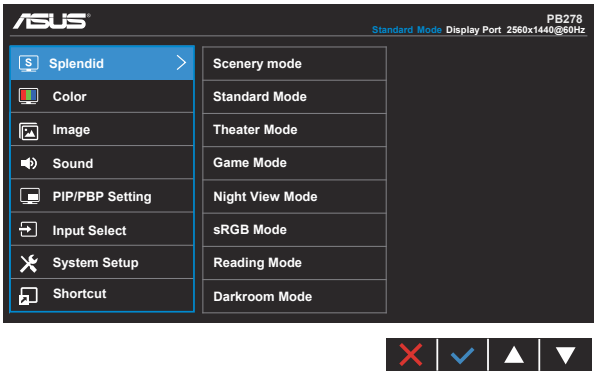 ASUS
PB278
Standard Mode Display Port 2560x1440@60Hz
S Splendid
Color
Image
Sound
PIP/PBP Setting
Input Select
System Setup
Shortcut
Scenery mode
Standard Mode
Theater Mode
Game Mode
Night View Mode
sRGB Mode
Reading Mode
Darkroom Mode